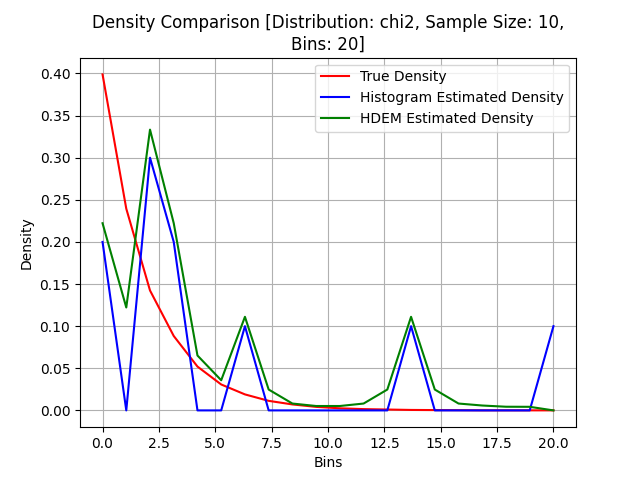 Density Comparison [Distribution: chi2, Sample Size: 10,
Bins: 20]
True Density
Histogram Estimated Density
HDEM Estimated Density
Density
0.40
0.35
0.30
0.25
0.20
0.15
0.10
0.05
0.00
0.0 2.5 5.0 7.5 10.0 12.5 15.0 17.5 20.0
Bins